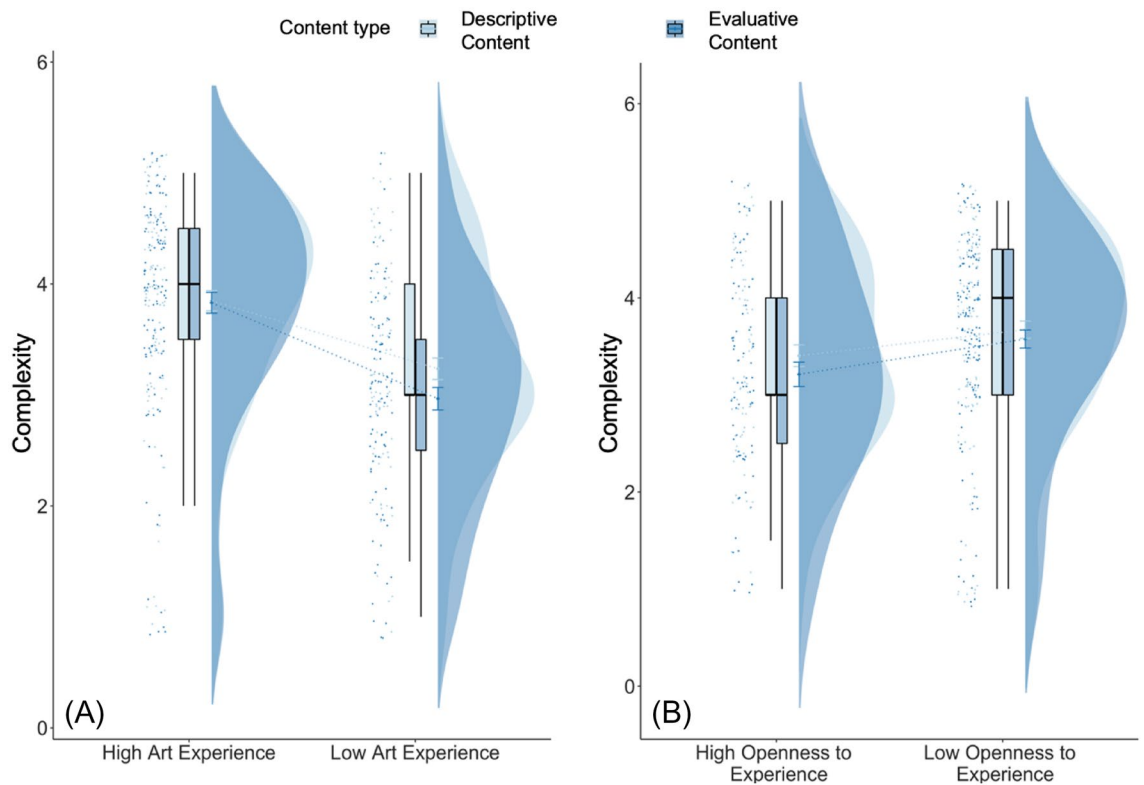 Content type
Descriptive
Content
Evaluative
Content
6
4
2
0
Complexity
(A)
High Art Experience
Low Art Experience
6
4
2
0
Complexity
(B)
High Openness to
Experience
Low Openness to
Experience